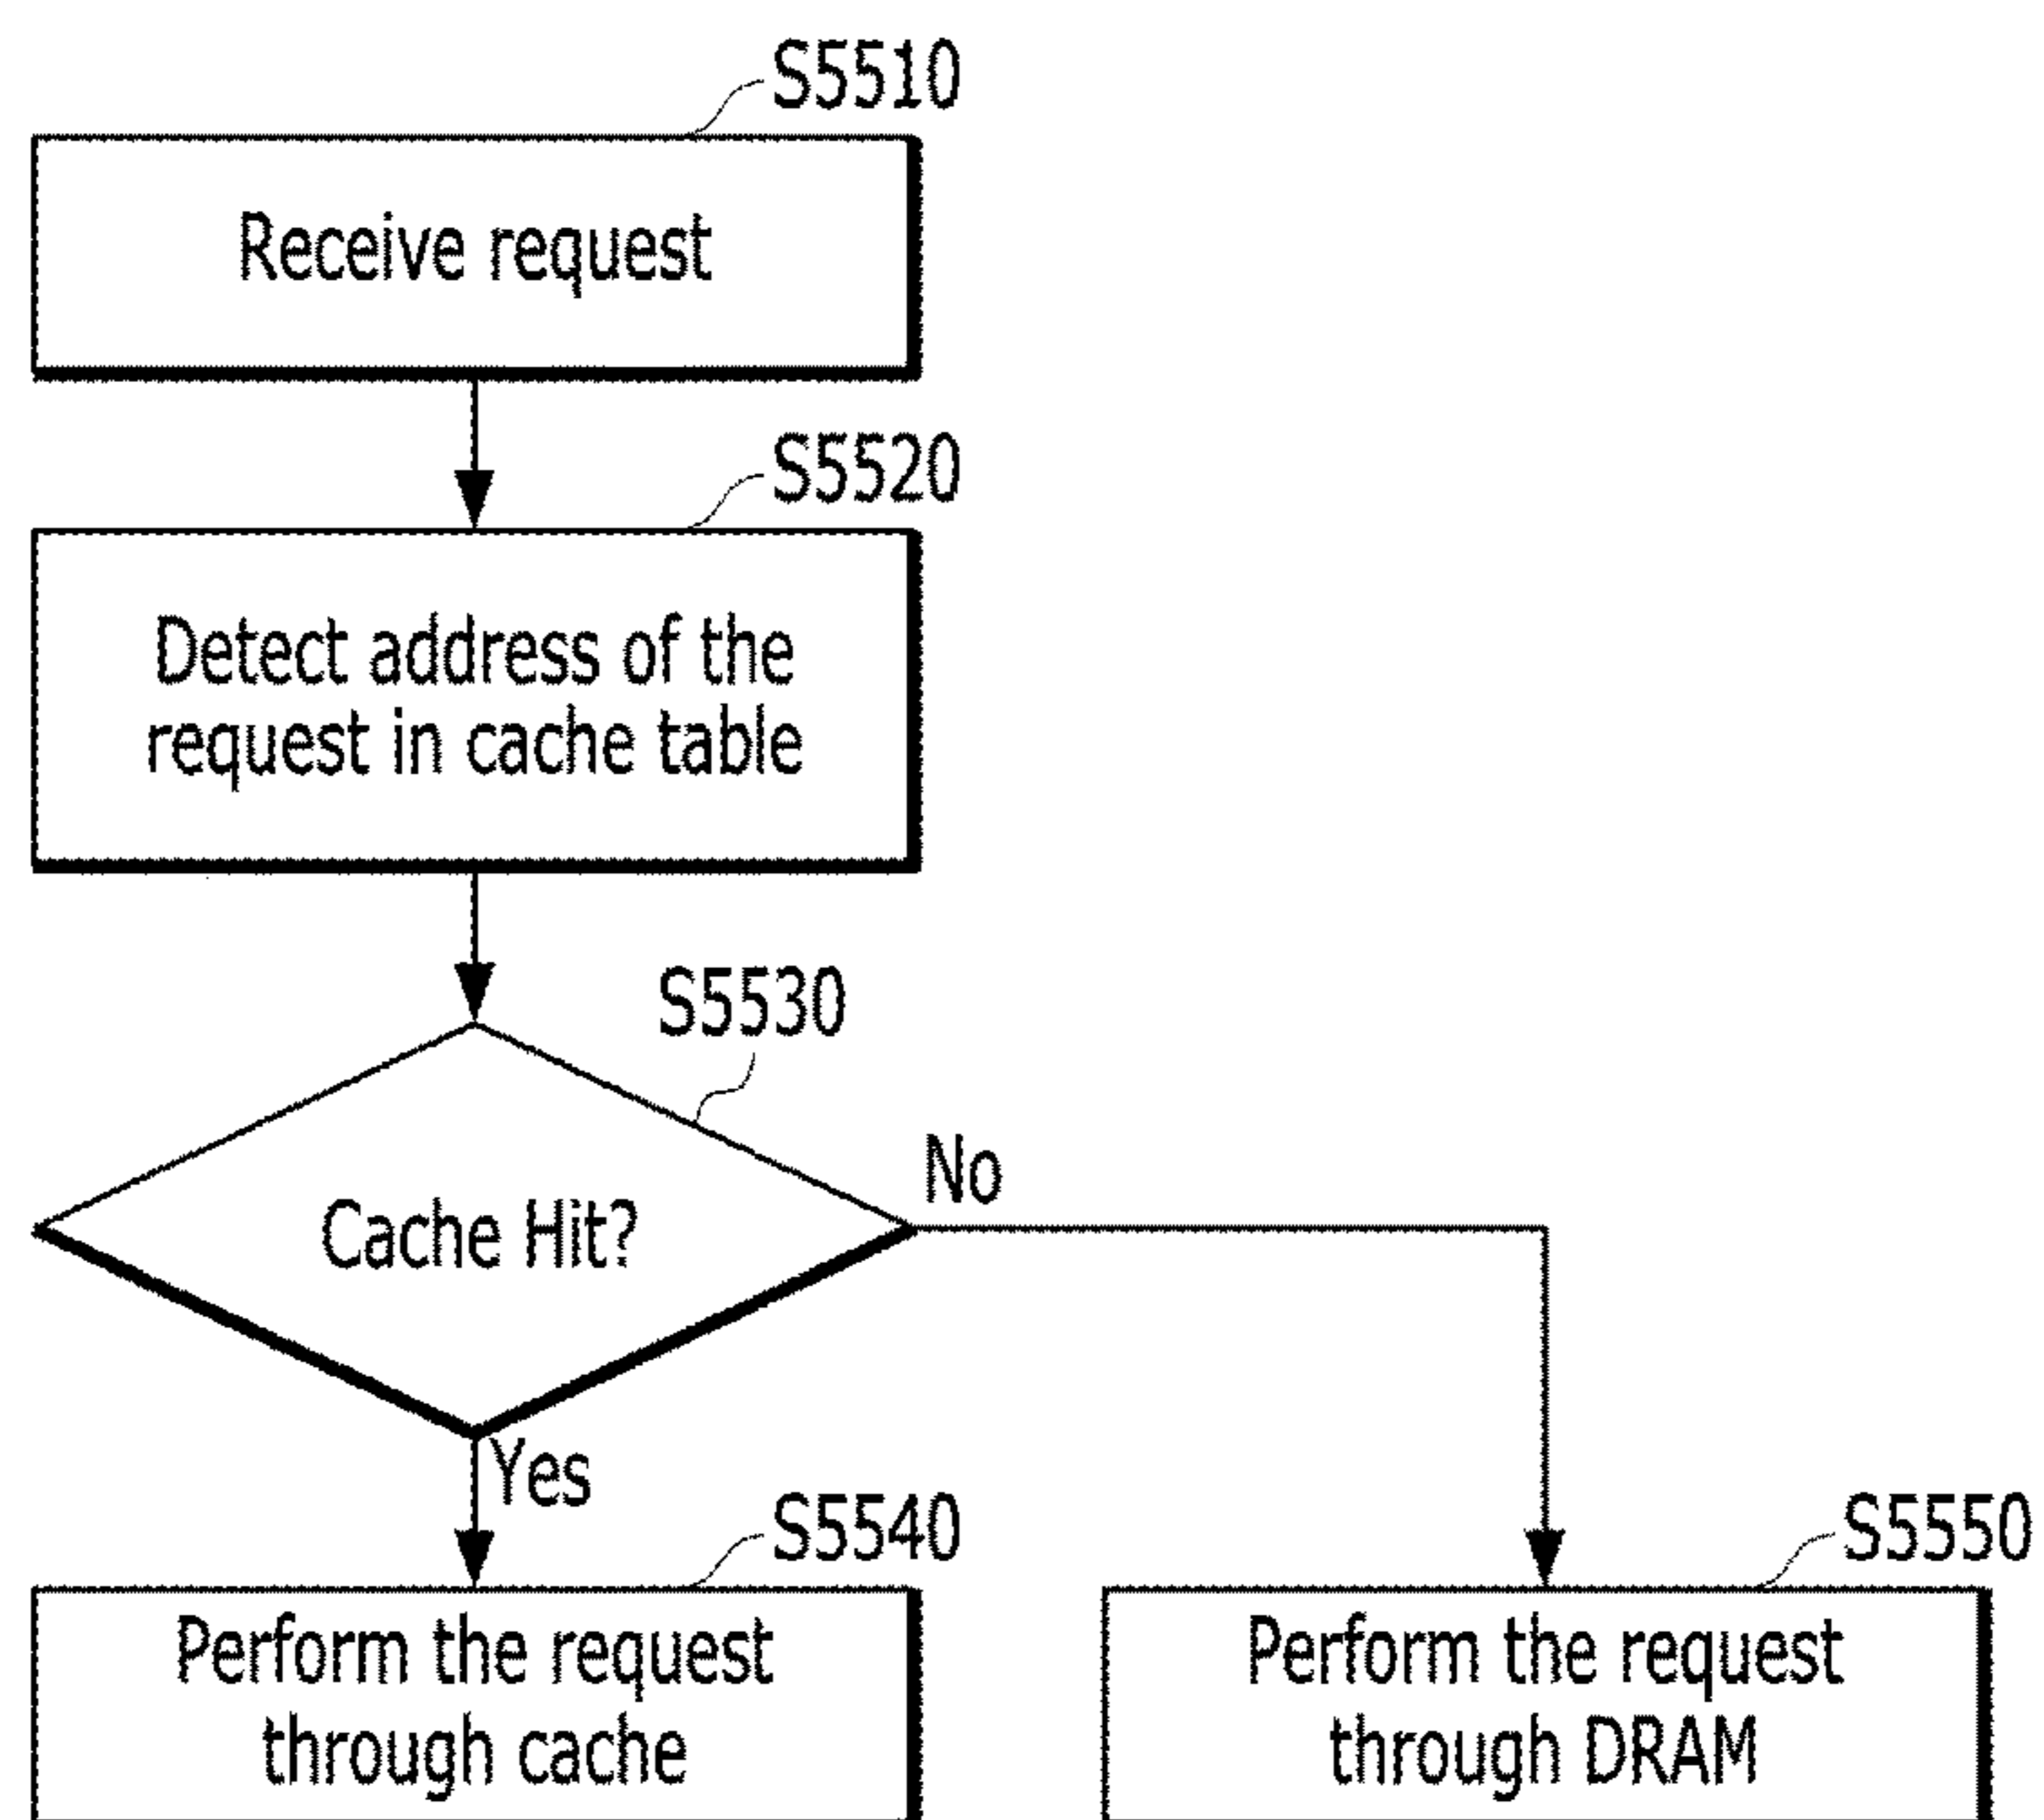 S5510
Receive request
S5520
Detect address of the
request in cache table
S5530
Cache Hit?
No
Yes
S5540
Perform the request
through cache
S5550
Perform the request
through DRAM